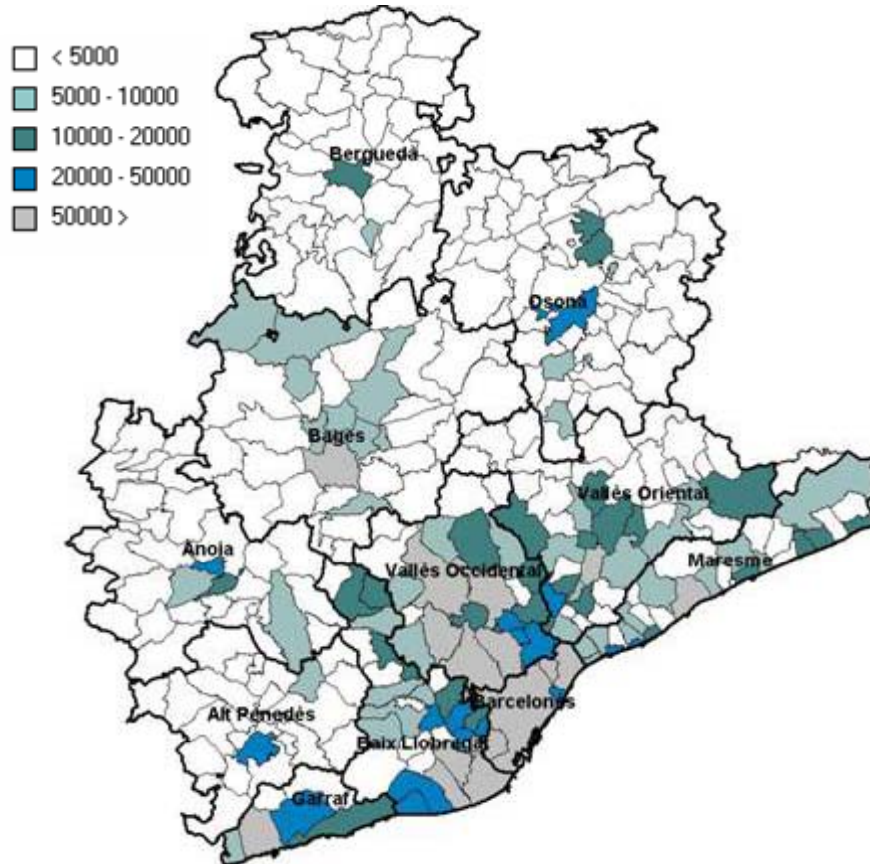 < 5000
5000 - 10000
10000 - 20000
20000 - 50000
50000 >
Berguedà
Osona
Bages
Vallès Oriental
Anoia
Vallès Occidental
Maresme
Barcelonès
Alt Penedès
Baix Llobregat
Garraf